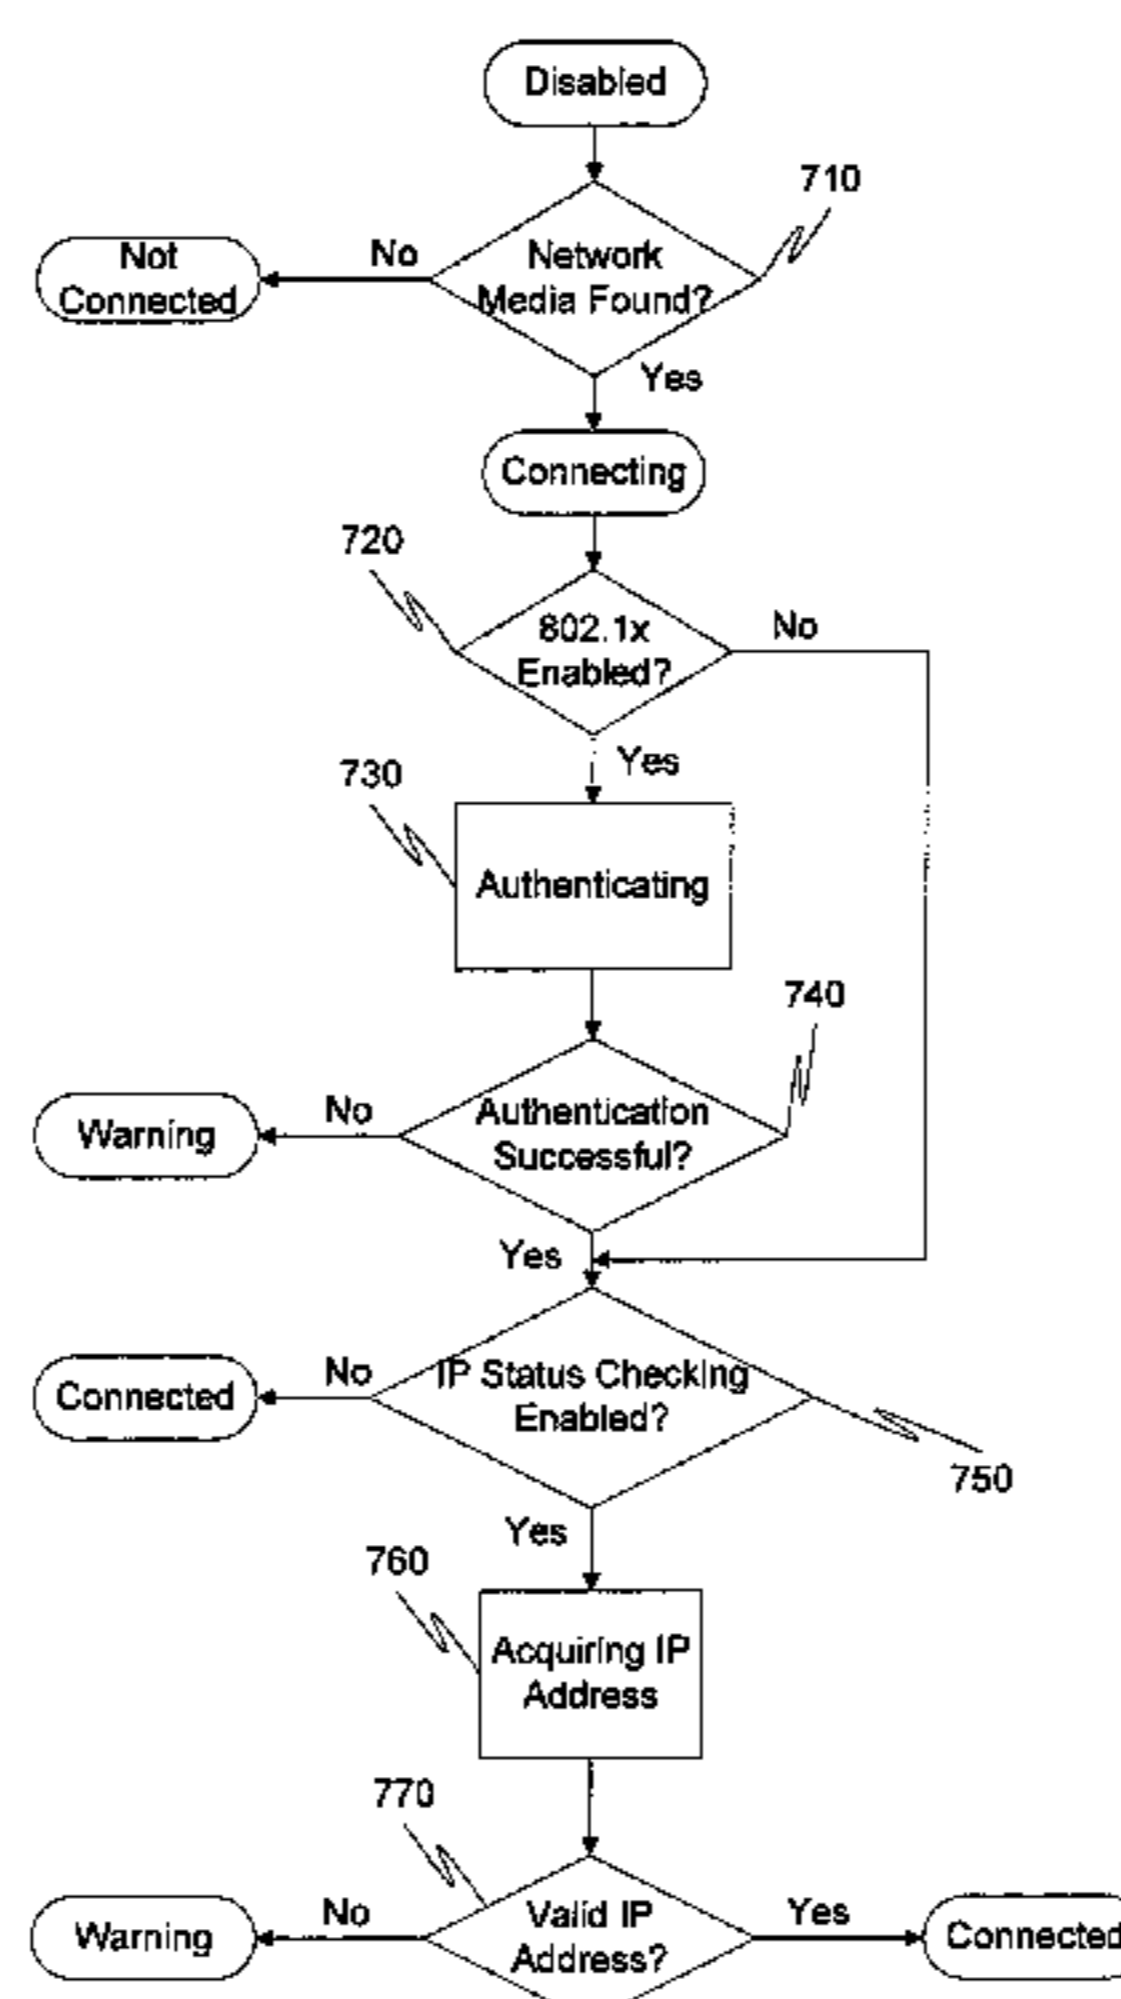 Disabled
710
Network
Media Found?
No
Not
Connected
Yes
Connecting
720
802.1x
Enabled?
No
Yes
730
Authenticating
740
Authentication
Successful?
No
Warning
Yes
IP Status Checking
Enabled?
No
Connected
750
Yes
760
Acquiring IP
Address
770
Valid IP
Address?
No
Warning
Yes
Connected